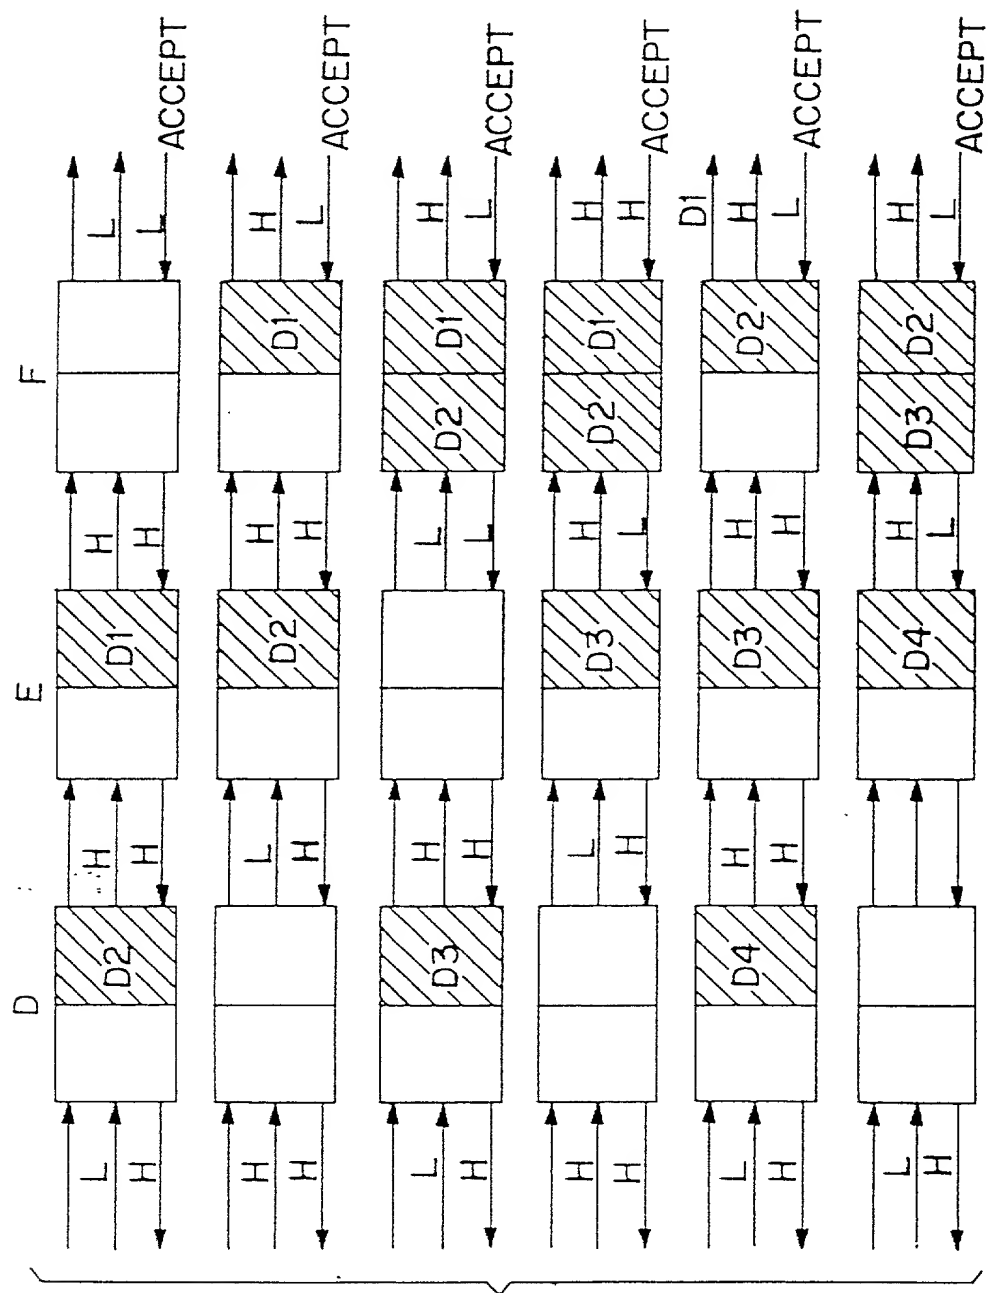 D E F
L D2 H D1 H L
H H H L ACCEPT
H L D2 H D1 H
H H H L ACCEPT
L D3 H L D2 D1 H
H H L L ACCEPT
H L D3 H D2 D1 H
H H L H ACCEPT
D1
L D4 H D3 H D2 H
H H H L ACCEPT
L D4 H D3 D2 H
H L L ACCEPT